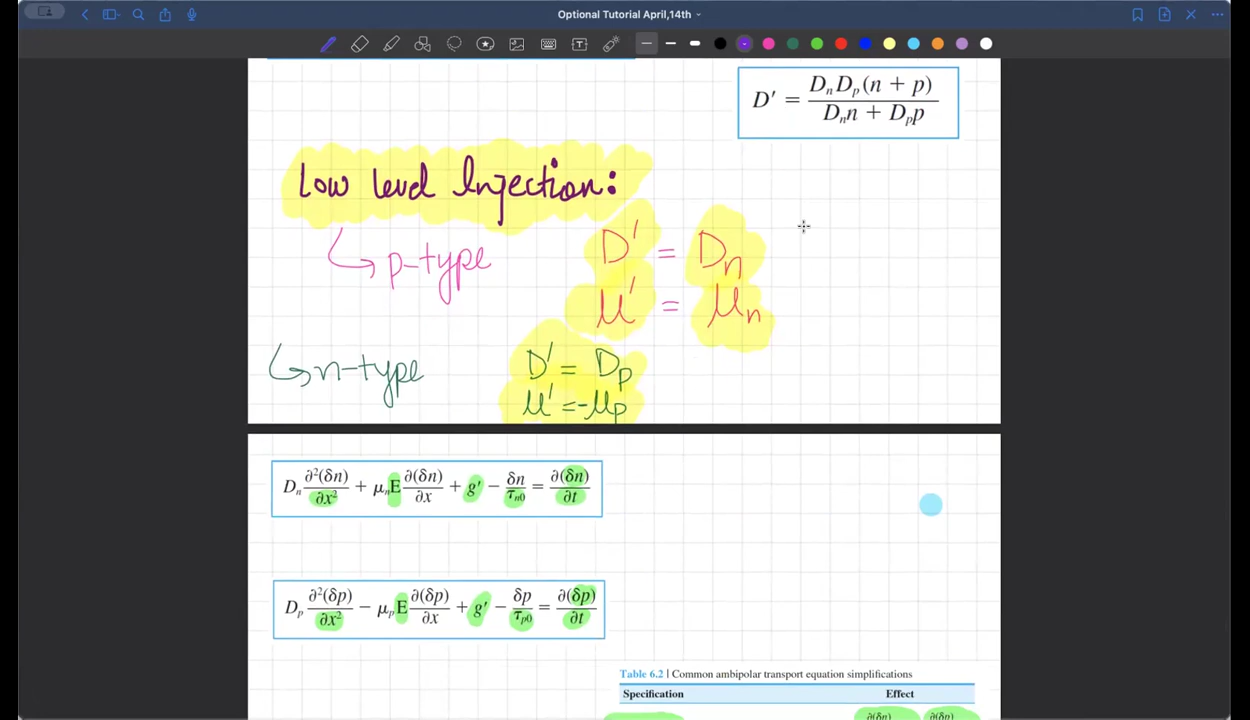 Optional Tutorial April,14th
D′ = DₙDₚ(n + p) / Dₙn + Dₚp
Low level Injection:
p-type
D' = Dn
μ' = μn
n-type
D' = Dp
μ' = -μp
Dₙ ∂²(δn)/∂x² + μₙE ∂(δn)/∂x + g′ − δn/τₙ₀ = ∂(δn)/∂t
Dₚ ∂²(δp)/∂x² − μₚE ∂(δp)/∂x + g′ − δp/τₚ₀ = ∂(δp)/∂t
Table 6.2 | Common ambipolar transport equation simplifications
Specification Effect
∂(δn) ∂(δn)